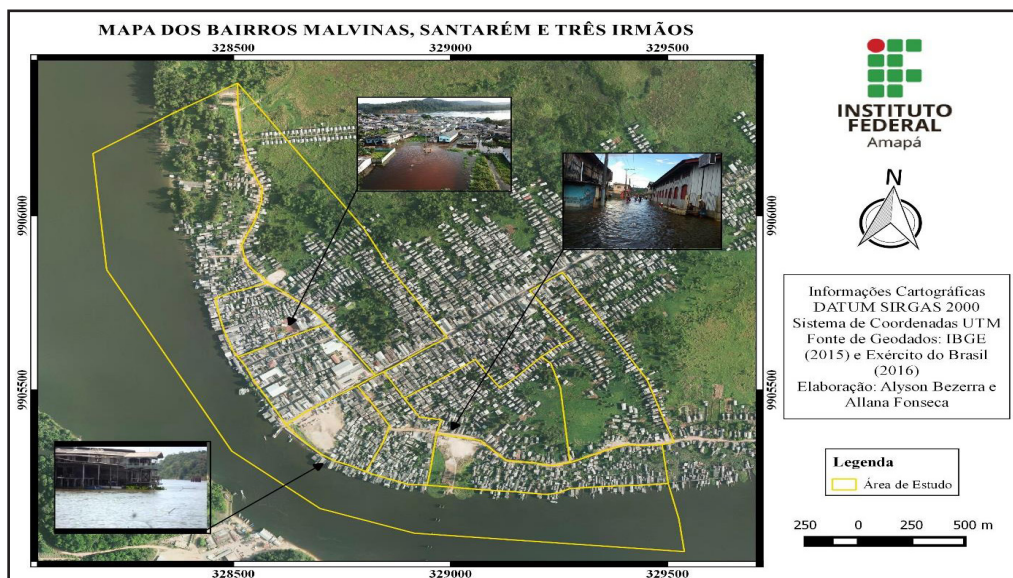 MAPA DOS BAIRROS MALVINAS, SANTARÉM E TRÊS IRMÃOS
328500 329000 329500
9906000
9905500
9906000
9905500
328500 329000 329500
INSTITUTO
FEDERAL
Amapá
N
Informações Cartográficas
DATUM SIRGAS 2000
Sistema de Coordenadas UTM
Fonte de Geodados: IBGE
(2015) e Exército do Brasil
(2016)
Elaboração: Alyson Bezerra e
Allana Fonseca
Legenda
Área de Estudo
250 0 250 500 m